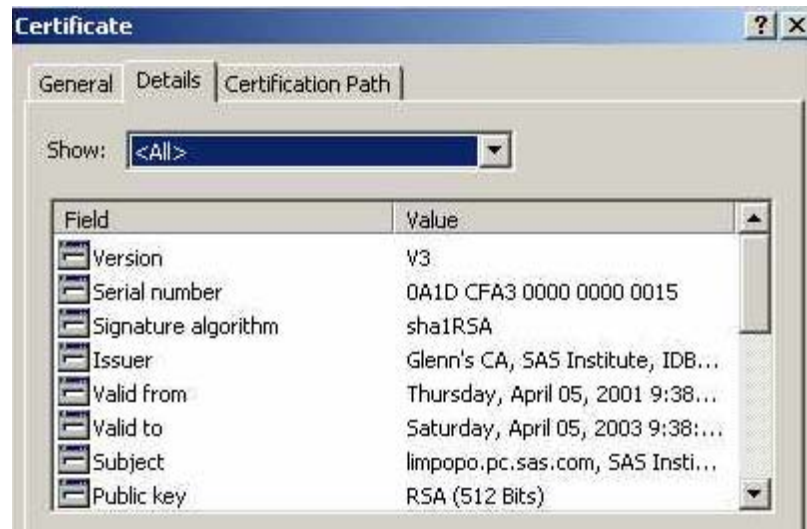 Certificate
General Details Certification Path
Show: <All>
Field Value
Version V3
Serial number 0A1D CFA3 0000 0000 0015
Signature algorithm sha1RSA
Issuer Glenn's CA, SAS Institute, IDB...
Valid from Thursday, April 05, 2001 9:38...
Valid to Saturday, April 05, 2003 9:38:...
Subject limpopo.pc.sas.com, SAS Insti...
Public key RSA (512 Bits)